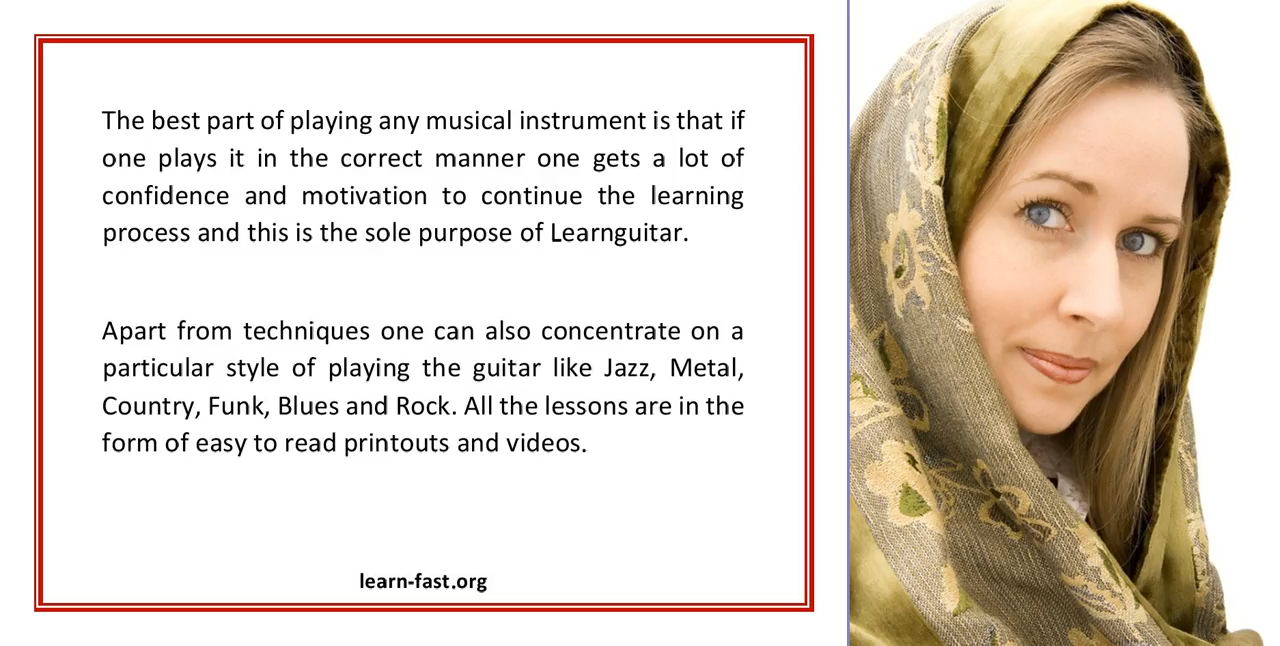 The best part of playing any musical instrument is that if
one plays it in the correct manner one gets a lot of
confidence and motivation to continue the learning
process and this is the sole purpose of Learnguitar.
Apart from techniques one can also concentrate on a
particular style of playing the guitar like Jazz, Metal,
Country, Funk, Blues and Rock. All the lessons are in the
form of easy to read printouts and videos.
learn-fast.org